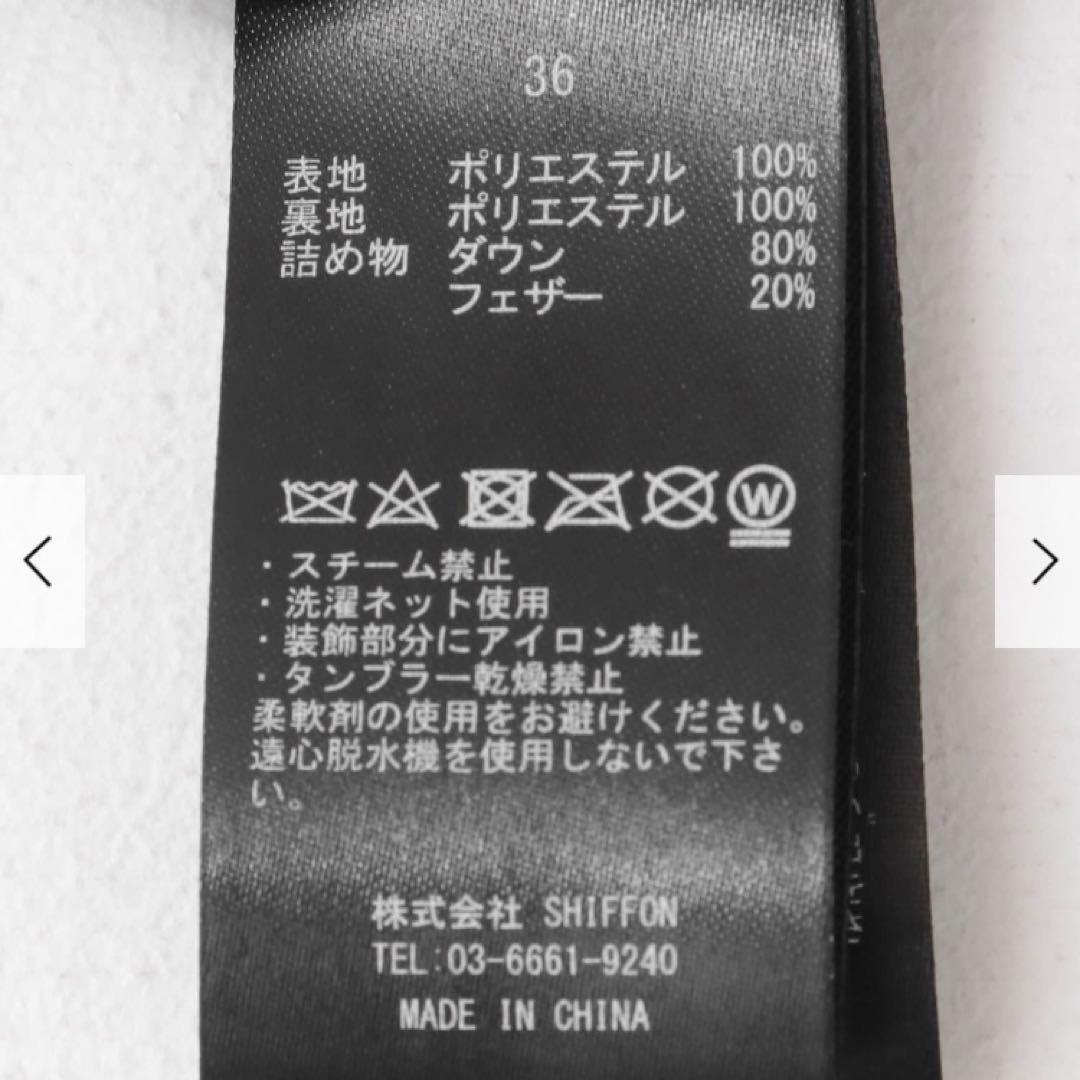 36
表地 ポリエステル 100%
裏地 ポリエステル 100%
詰め物 ダウン 80%
フェザー 20%
W
・スチーム禁止
・洗濯ネット使用
・装飾部分にアイロン禁止
・タンブラー乾燥禁止
柔軟剤の使用をお避けください。
遠心脱水機を使用しないで下さ
い。
株式会社 SHIFFON
TEL:03-6661-9240
MADE IN CHINA